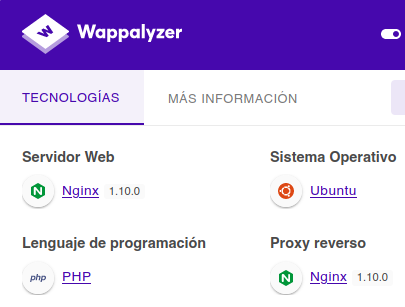 Wappalyzer
TECNOLOGÍAS MÁS INFORMACIÓN
Servidor Web
Nginx 1.10.0
Sistema Operativo
Ubuntu
Lenguaje de programación
php PHP
Proxy reverso
Nginx 1.10.0